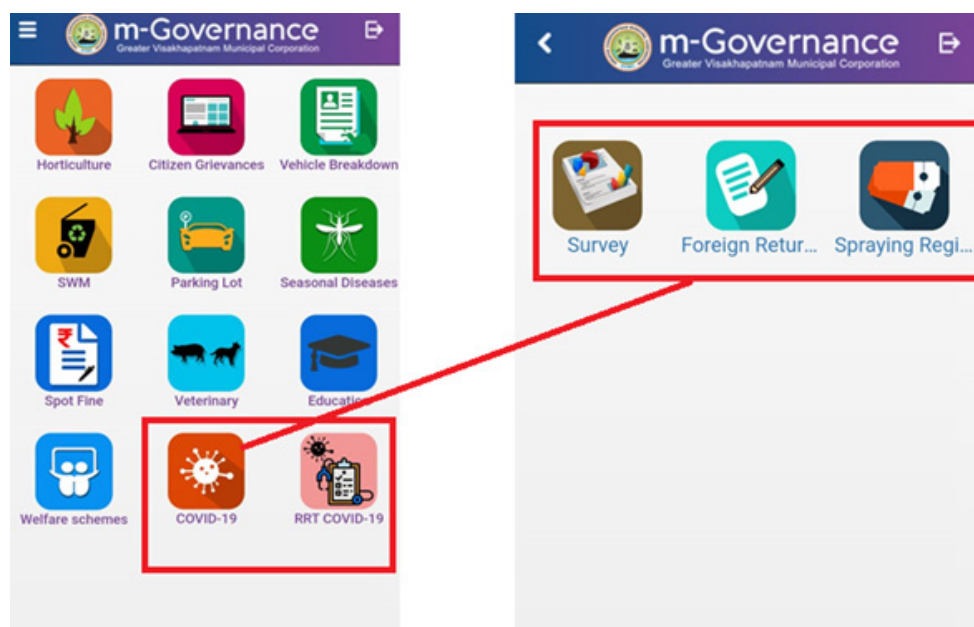 m-Governance
Greater Visakhapatnam Municipal Corporation
Horticulture
Citizen Grievances
Vehicle Breakdown
SWM
Parking Lot
Seasonal Diseases
Spot Fine
Veterinary
Education
Welfare schemes
COVID-19
RRT COVID-19
m-Governance
Greater Visakhapatnam Municipal Corporation
Survey
Foreign Retur...
Spraying Regi...